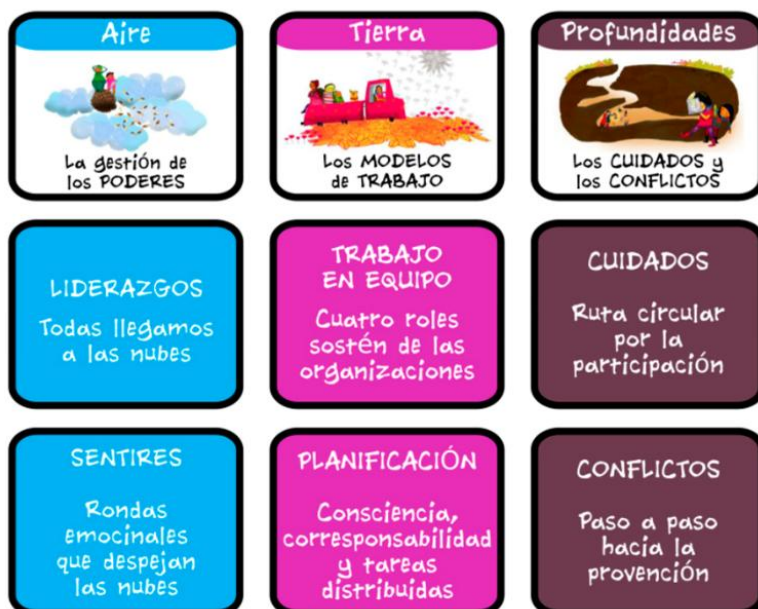 Aire
La gestión de
los PODERES
Tierra
Los MODELOS
de TRABAJO
Profundidades
Los CUIDADOS y
los CONFLICTOS
LIDERAZGOS
Todas llegamos
a las nubes
TRABAJO
EN EQUIPO
Cuatro roles
sostén de las
organizaciones
CUIDADOS
Ruta circular
por la
participación
SENTIRES
Rondas
emocinales
que despejan
las nubes
PLANIFICACIÓN
Consciencia,
corresponsabilidad
y tareas
distribuidas
CONFLICTOS
Paso a paso
hacia la
provención